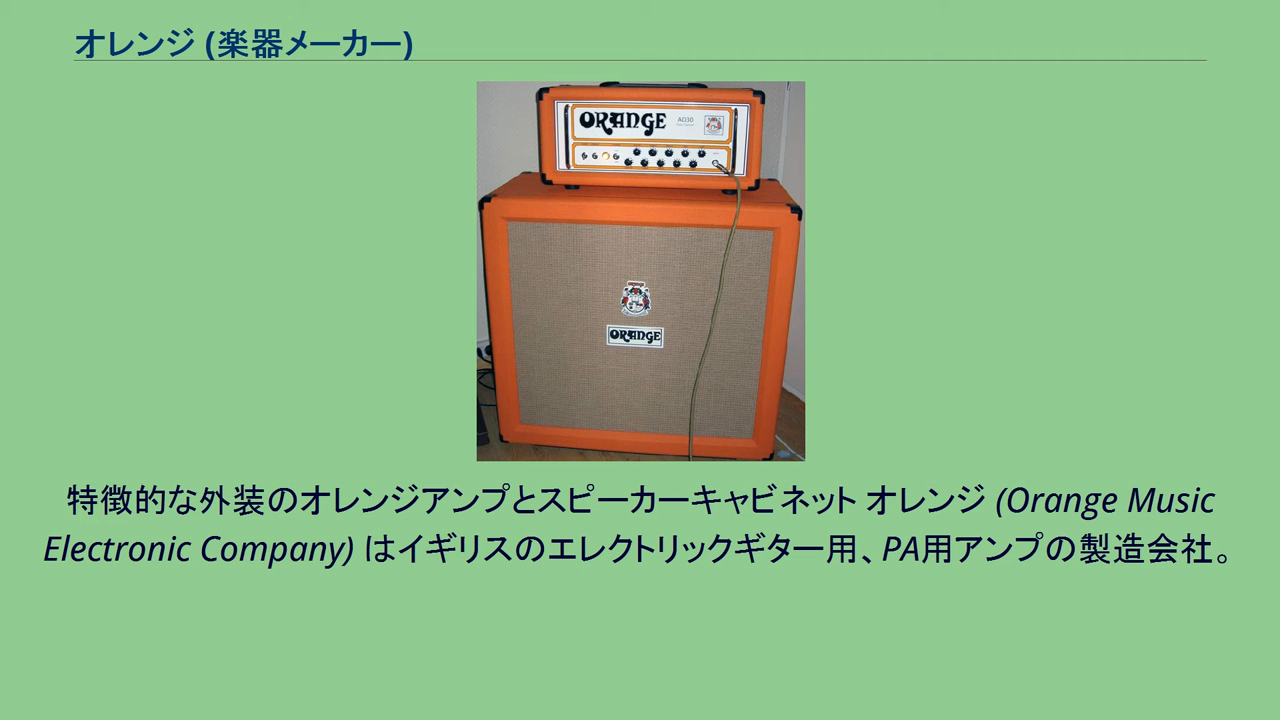 オレンジ (楽器メーカー)
ORANGE
AD30
ORANGE
特徴的な外装のオレンジアンプとスピーカーキャビネット オレンジ (Orange Music
Electronic Company) はイギリスのエレクトリックギター用、PA用アンプの製造会社。